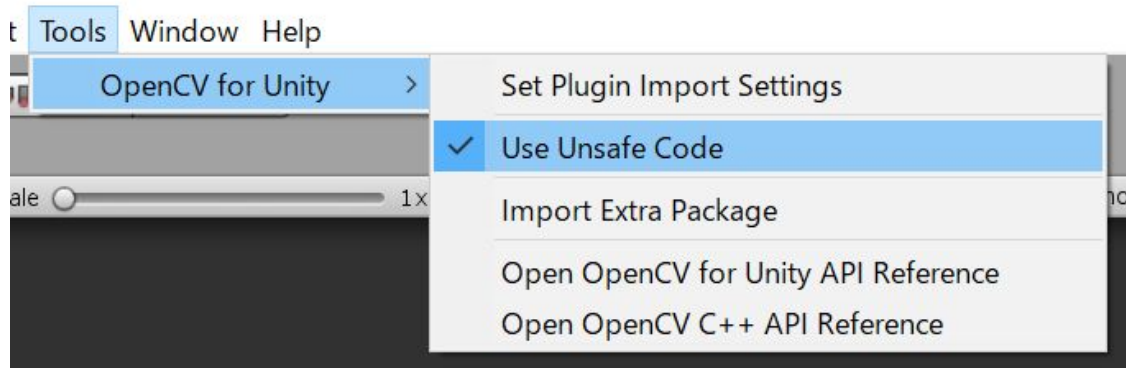 t Tools Window Help
OpenCV for Unity
Set Plugin Import Settings
Use Unsafe Code
ale 1x
Import Extra Package
Open OpenCV for Unity API Reference
Open OpenCV C++ API Reference